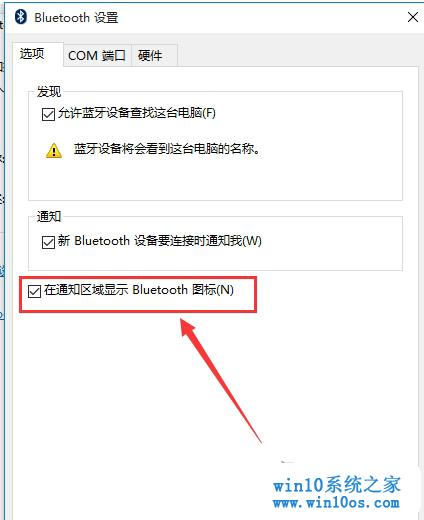 Bluetooth 设置
选项
COM 端口
硬件
发现
允许蓝牙设备查找这台电脑(F)
蓝牙设备将会看到这台电脑的名称。
通知
新 Bluetooth 设备要连接时通知我(W)
在通知区域显示 Bluetooth 图标(N)
win10系统之家
www.win10os.com